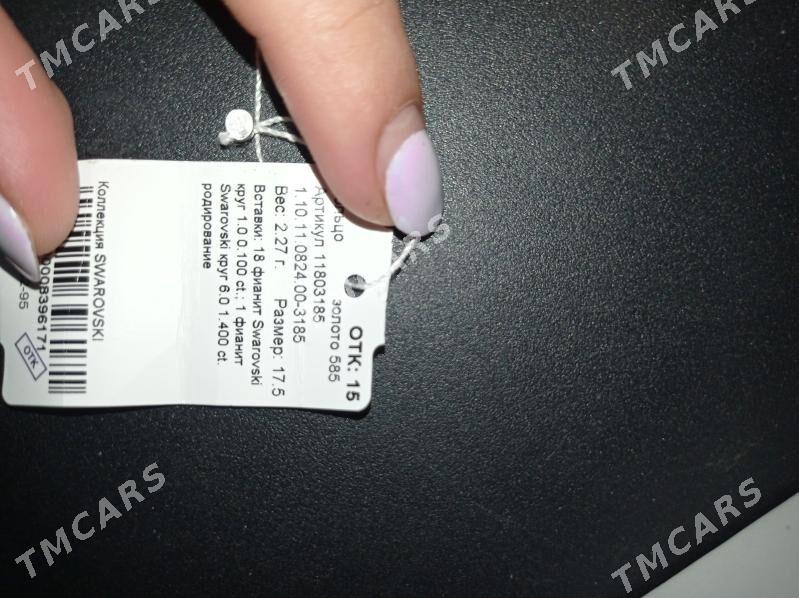 ОТК: 15
золото 585
Артикул 11803185
1.10.11.0824.00-3185
Вес: 2.27 г. Размер: 17.5
Вставки: 18 фианит Swarovski
круг 1.0 0.100 ct.; 1 фианит
Swarovski круг 6.0 1.400 ct.
родирование
Коллекция SWAROVSKI
ОТК
TMCARS
TMCARS
TMCARS
TMCARS
TMCARS